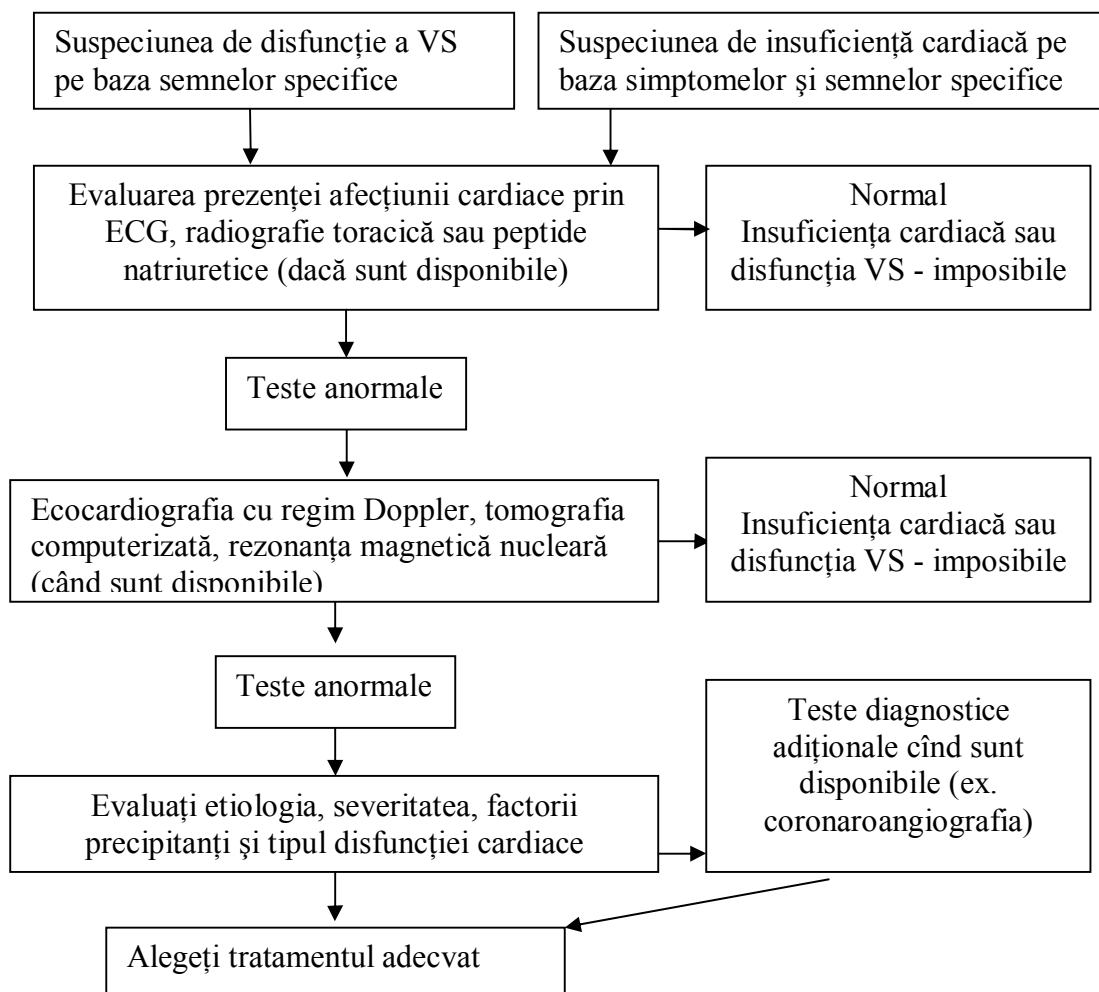 Suspeciunea de disfuncție a VS
pe baza semnelor specifice
Suspeciunea de insuficiență cardiacă pe
baza simptomelor şi semnelor specifice
Evaluarea prezenței afecțiunii cardiace prin
ECG, radiografie toracică sau peptide
natriuretice (dacă sunt disponibile)
Normal
Insuficiența cardiacă sau
disfuncția VS - imposibile
Teste anormale
Ecocardiografia cu regim Doppler, tomografia
computerizată, rezonanța magnetică nucleară
(când sunt disponibile)
Normal
Insuficiența cardiacă sau
disfuncția VS - imposibile
Teste anormale
Teste diagnostice
adiționale cînd sunt
disponibile (ex.
coronaroangiografia)
Evaluați etiologia, severitatea, factorii
precipitanți şi tipul disfuncției cardiace
Alegeți tratamentul adecvat